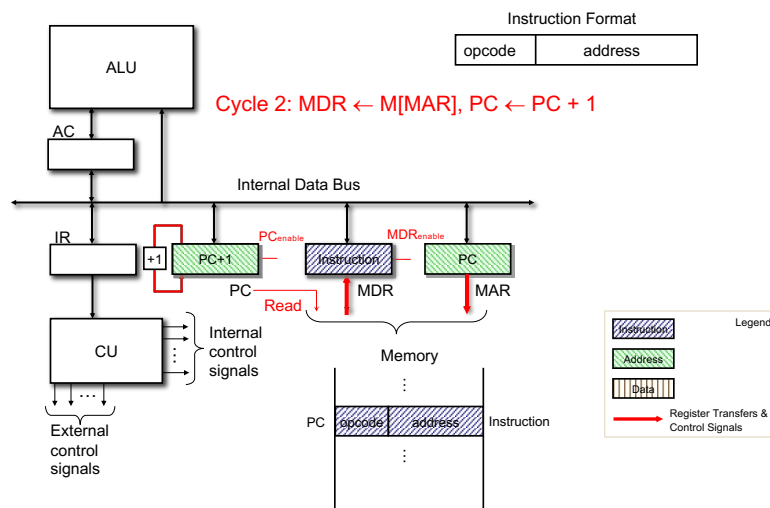 Instruction Format
opcode address
ALU
Cycle 2: MDR ← M[MAR], PC ← PC + 1
AC
Internal Data Bus
IR
PCenable
MDRenable
+1
PC+1
Instruction
PC
PC
Read
MDR
MAR
CU
Internal
control
signals
...
External
control
signals
Memory
...
PC
opcode address
Instruction
...
Legend
Instruction
Address
Data
Register Transfers &
Control Signals